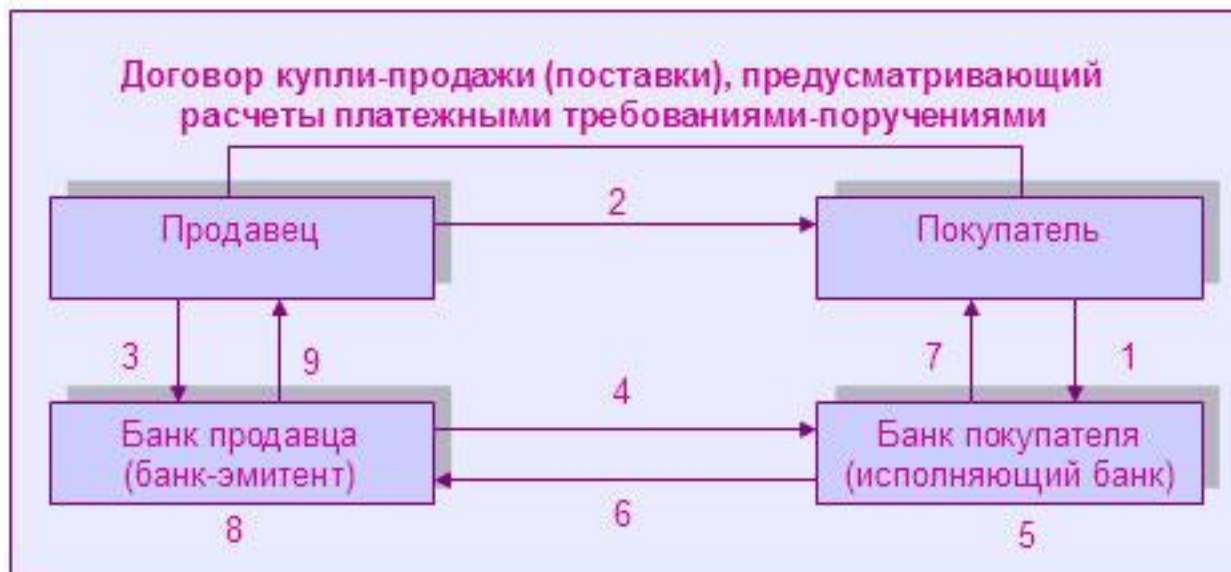 Договор купли-продажи (поставки), предусматривающий
расчеты платежными требованиями-поручениями
Продавец
2
Покупатель
3
9
4
7
1
Банк продавца
(банк-эмитент)
Банк покупателя
(исполняющий банк)
8
6
5